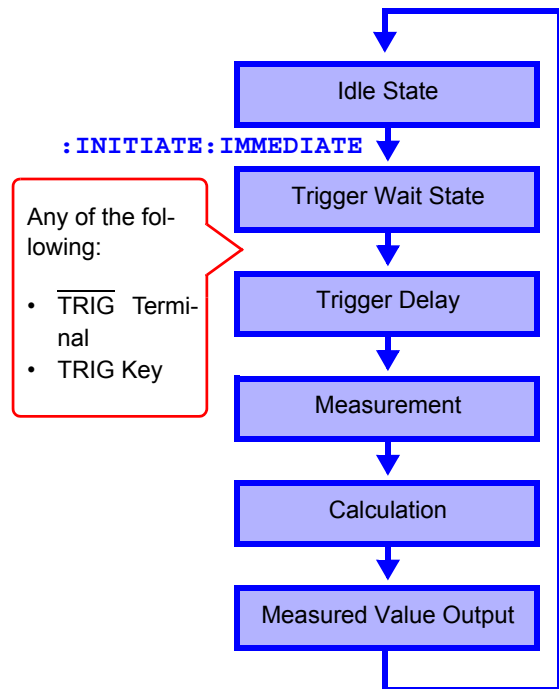 Idle State
:INITIATE:IMMEDIATE
Trigger Wait State
Any of the fol-
lowing:
• TRIG Termi-
nal
• TRIG Key
Trigger Delay
Measurement
Calculation
Measured Value Output